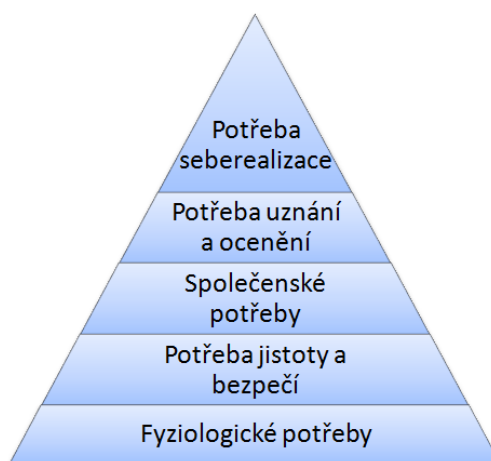 Potřeba
seberealizace
Potřeba uznání
a ocenění
Společenské
potřeby
Potřeba jistoty a
bezpečí
Fyziologické potřeby